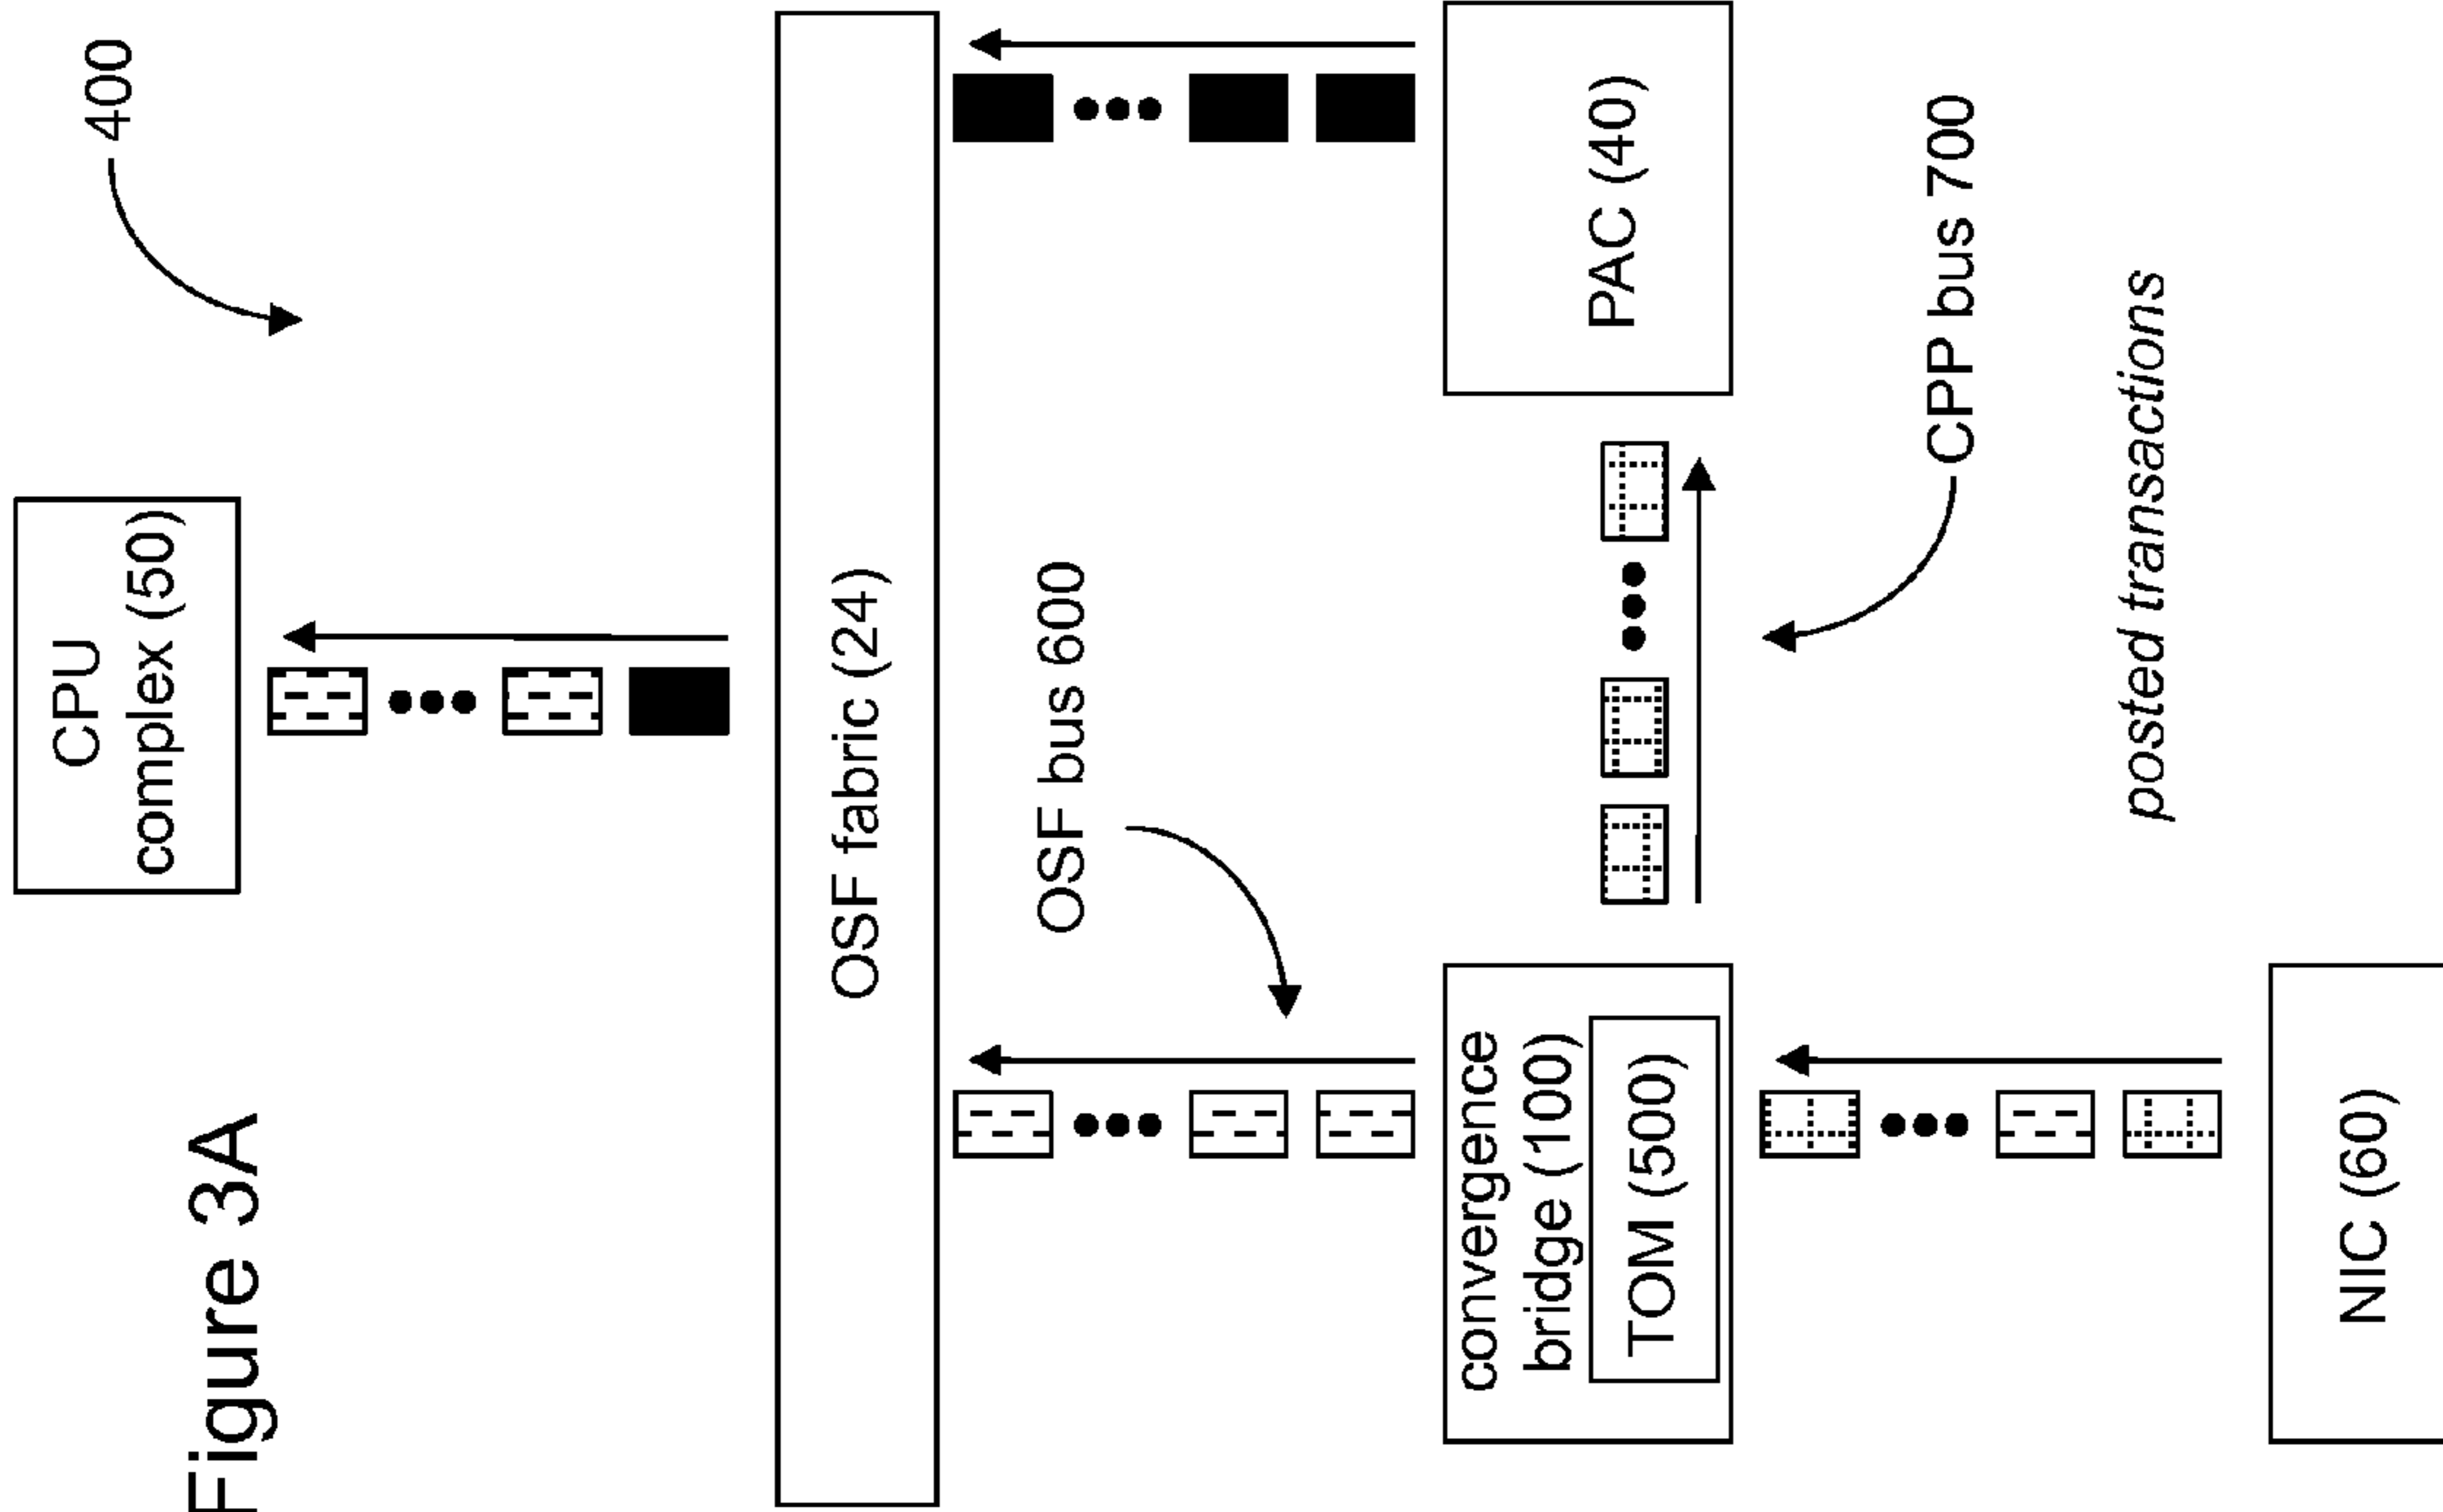 Figure 3A
400
CPU
complex (50)
OSF fabric (24)
OSF bus 600
convergence
bridge (100)
TOM (500)
PAC (40)
CPP bus 700
NIC (60)
posted transactions